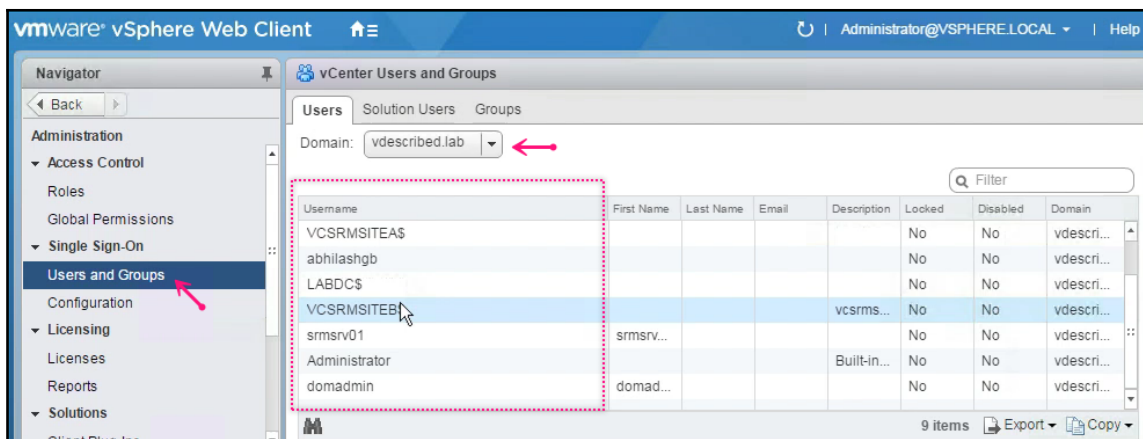 vmware vSphere Web Client
Administrator@VSPHERE.LOCAL | Help
Navigator
Back
Administration
Access Control
Roles
Global Permissions
Single Sign-On
Users and Groups
Configuration
Licensing
Licenses
Reports
Solutions
vCenter Users and Groups
Users Solution Users Groups
Domain: vdescribed.lab
Filter
Username First Name Last Name Email Description Locked Disabled Domain
VCSRMSITEA$ No No vdescri...
abhilashgb No No vdescri...
LABDC$ No No vdescri...
VCSRMSITEB$ vcsrms... No No vdescri...
srmsrv01 srmsrv... No No vdescri...
Administrator Built-in... No No vdescri...
domadmin domad... No No vdescri...
9 items Export Copy